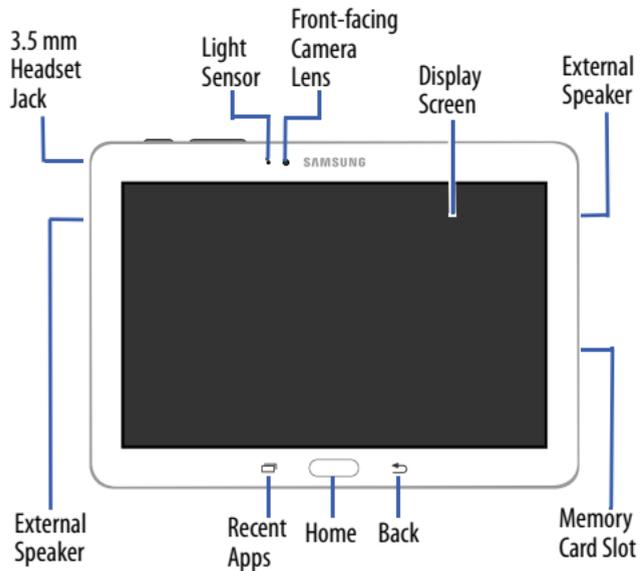 3.5 mm
Headset
Jack
Light
Sensor
Front-facing
Camera
Lens
Display
Screen
External
Speaker
SAMSUNG
External
Speaker
Recent
Apps
Home
Back
Memory
Card Slot